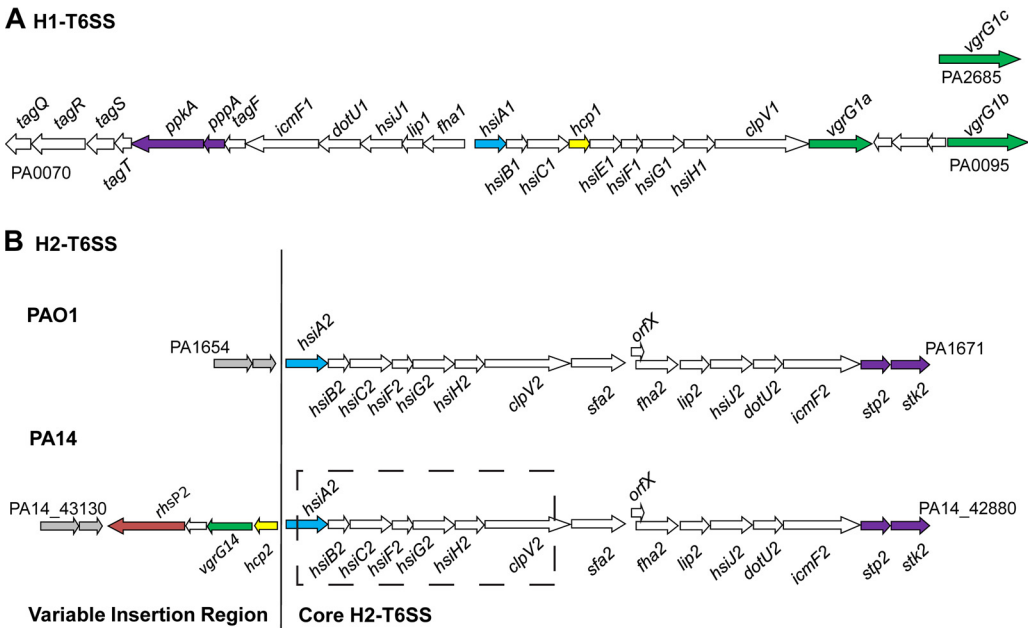 A H1-T6SS
vgrG1c
PA2685
tagQ tagR tagS ppkA pppA tagF icmF1 dotU1 hsiJ1 lip1 fha1 hsiA1 hcp1 clpV1 vgrG1a vgrG1b
PA0070 tagT hsiB1 hsiC1 hsiE1 hsiF1 hsiG1 hsiH1 PA0095
B H2-T6SS
PAO1
PA1654 hsiA2 orfX PA1671
hsiB2 hsiC2 hsiF2 hsiG2 hsiH2 clpV2 sfa2 fha2 lip2 hsiJ2 dotU2 icmF2 stp2 stk2
PA14
PA14_43130 rhsP2 hsiA2 orfX PA14_42880
vgrG14 hcp2 hsiB2 hsiC2 hsiF2 hsiG2 hsiH2 clpV2 sfa2 fha2 lip2 hsiJ2 dotU2 icmF2 stp2 stk2
Variable Insertion Region Core H2-T6SS